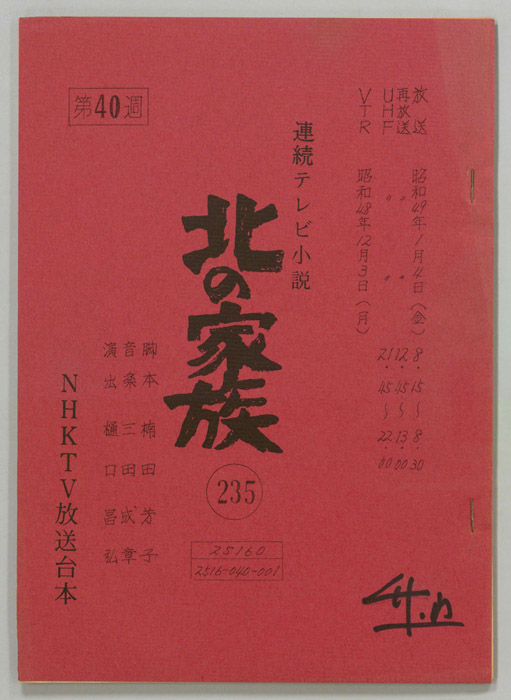 放送 昭和49年1月4日(金) 8・15〜8・30
再放送 〃 〃 12・45〜13・00
UHF 〃 〃 21・45〜22・00
VTR 昭和48年12月3日(月)
連続テレビ小説
北の家族
235
25160
2516-040-001
脚本 楠田芳子
音楽 三田成章
演出 樋口昌弘
第40週
NHKTV放送台本